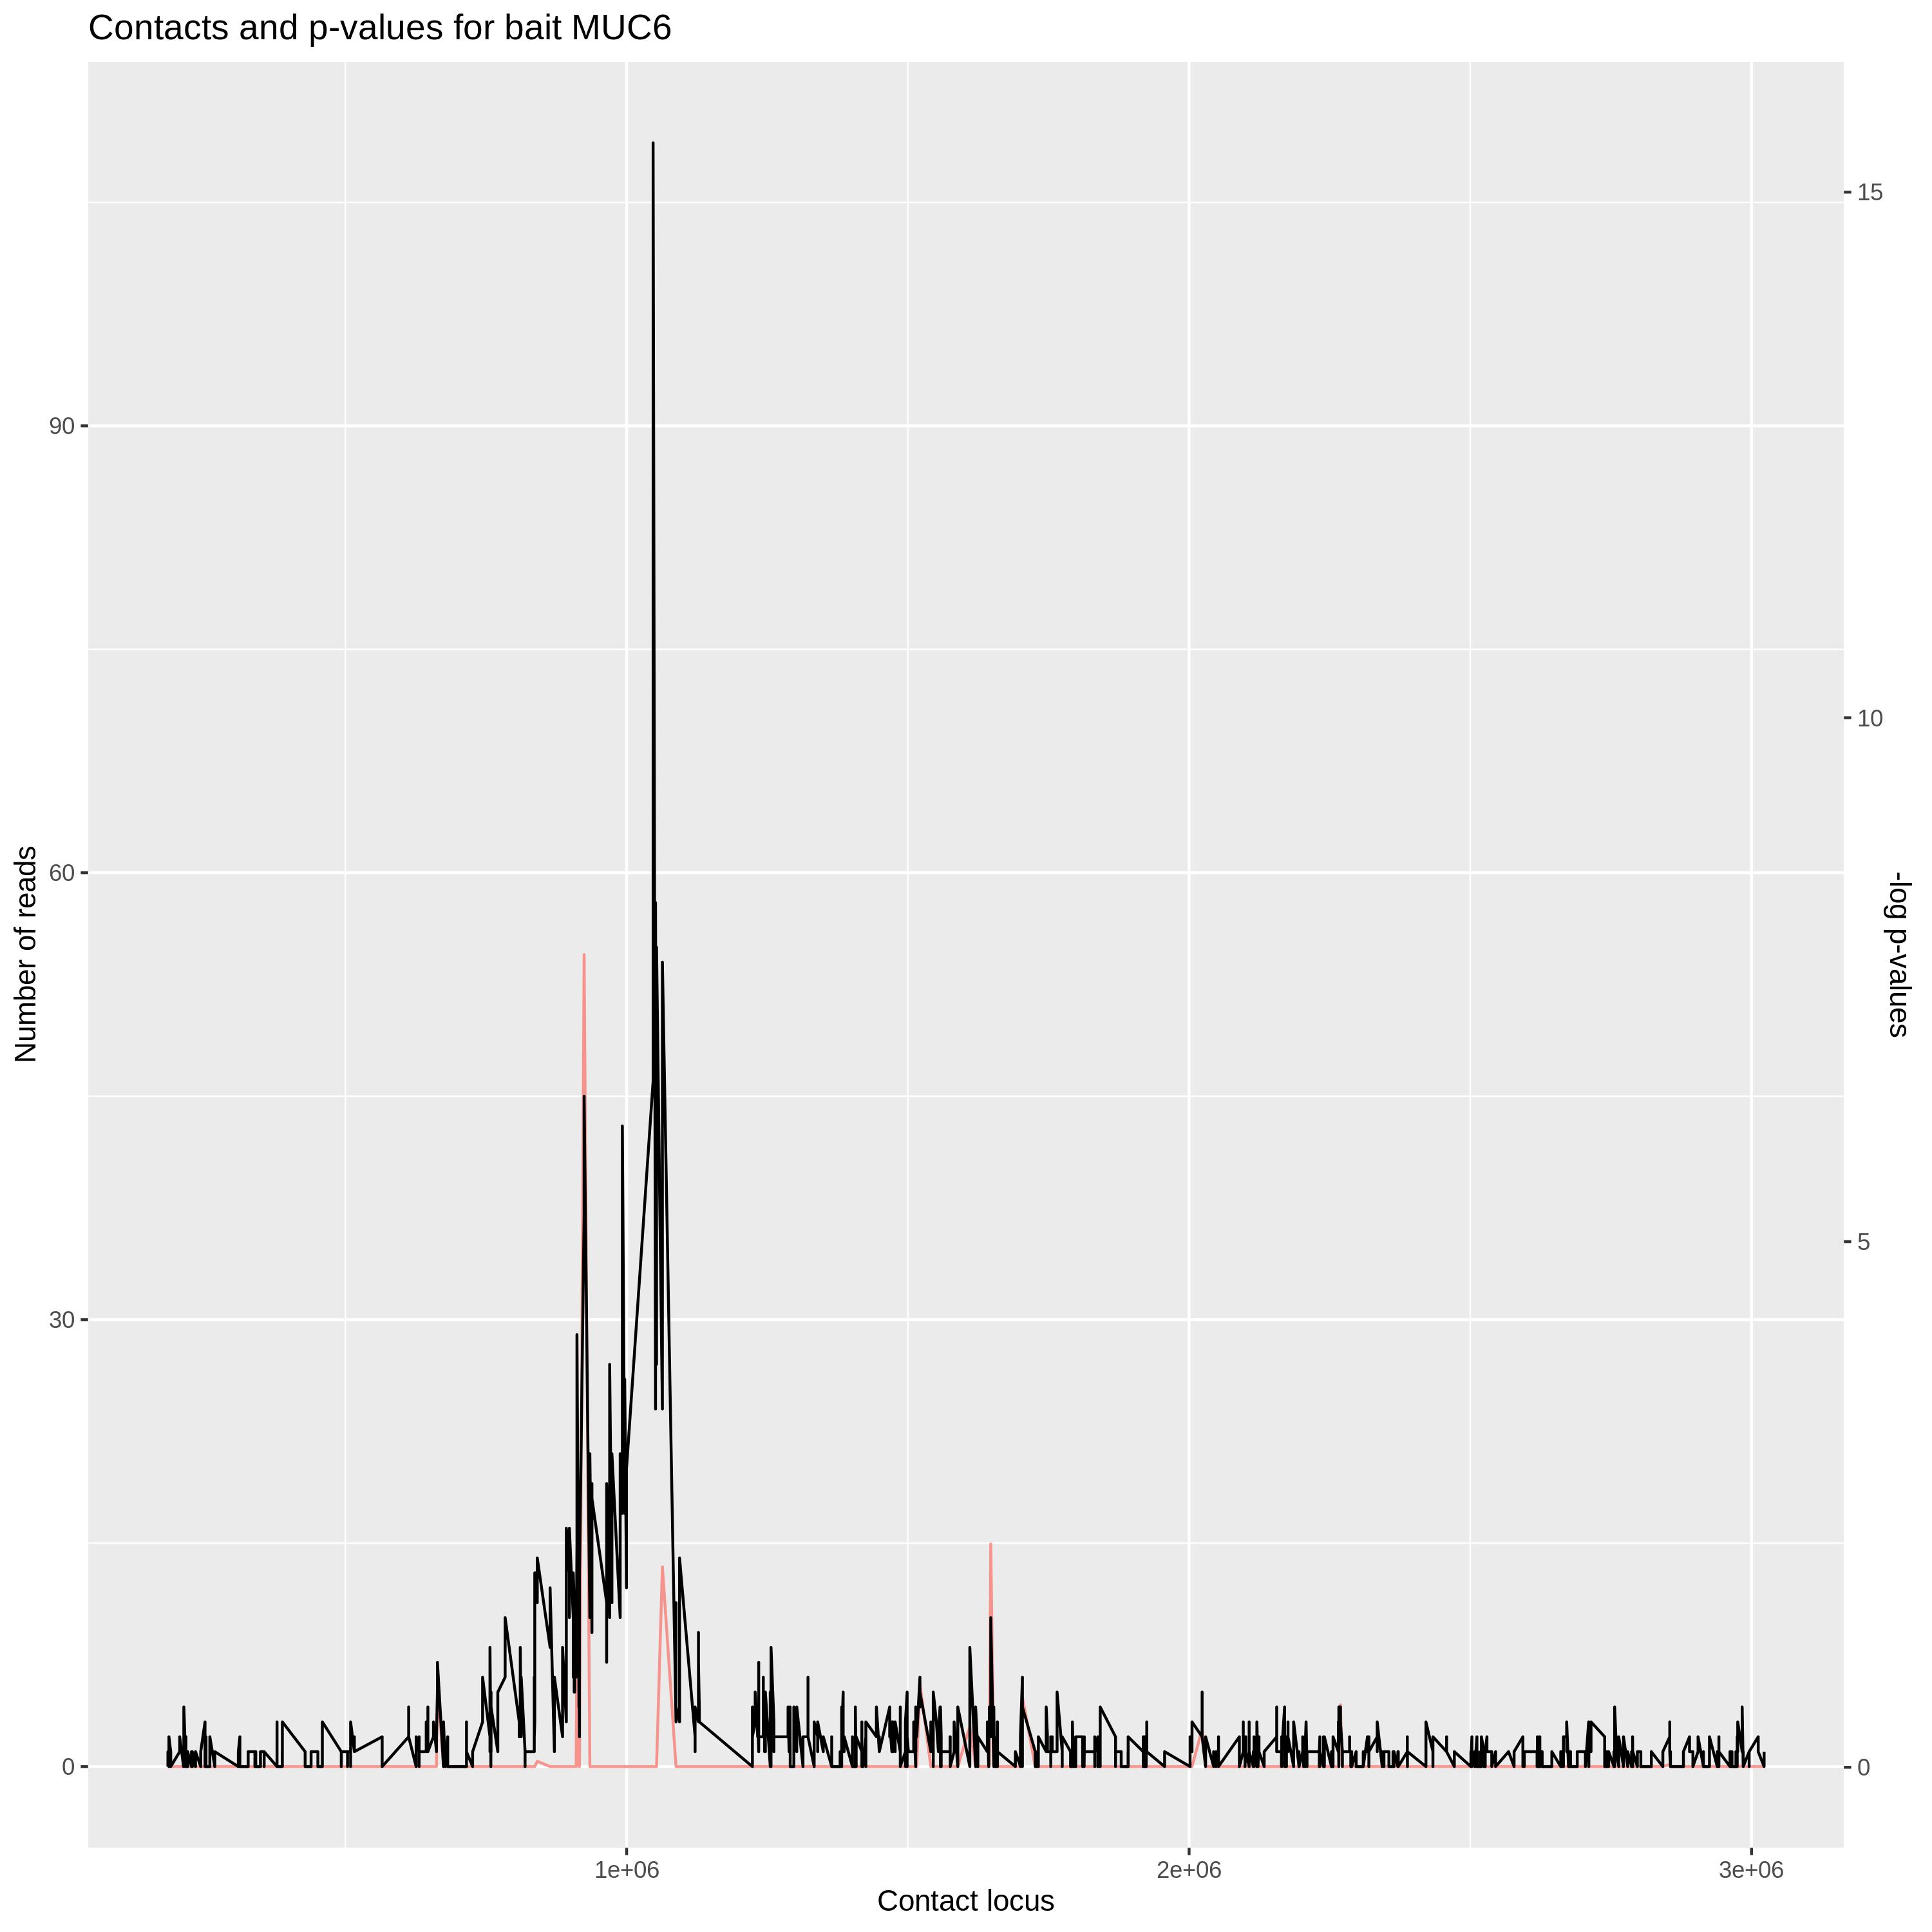 Contacts and p-values for bait MUC6
Number of reads
90
60
30
0
15
10
5
0
-log p-values
1e+06 2e+06 3e+06
Contact locus